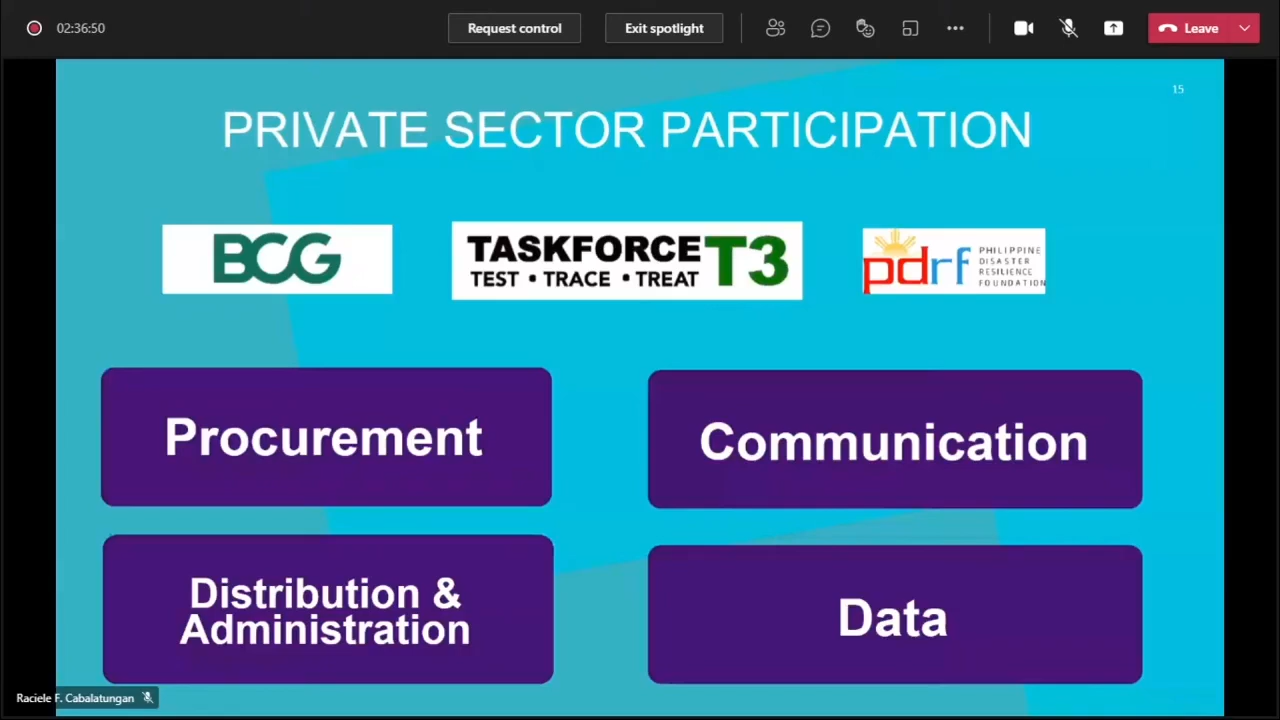 02:36:50
Request control
Exit spotlight
Leave
15
PRIVATE SECTOR PARTICIPATION
BCG
TASKFORCE T3
TEST • TRACE • TREAT
pdrf
PHILIPPINE
DISASTER
RESILIENCE
FOUNDATION
Procurement
Communication
Distribution &
Administration
Data
Raciele F. Cabalatungan